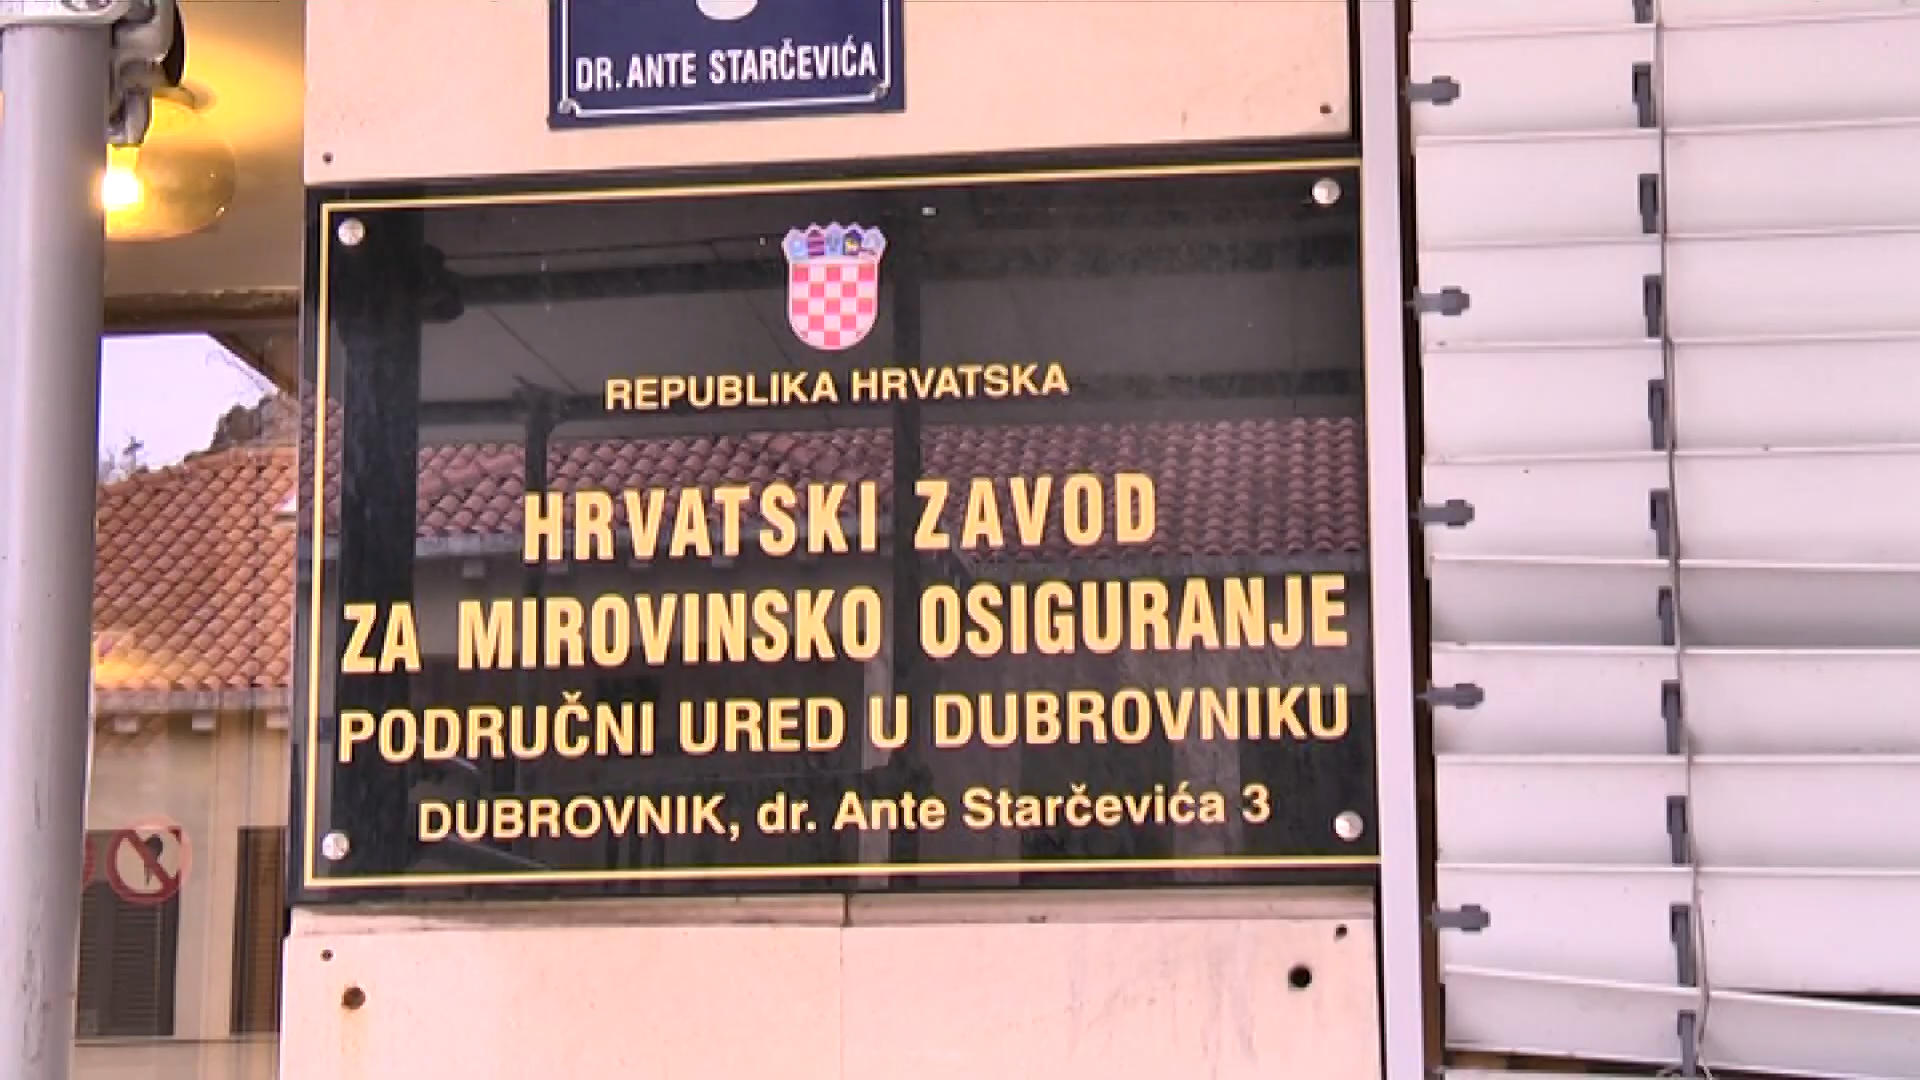 DR. ANTE STARČEVIĆA
REPUBLIKA HRVATSKA
HRVATSKI ZAVOD
ZA MIROVINSKO OSIGURANJE
PODRUČNI URED U DUBROVNIKU
DUBROVNIK, dr. Ante Starčevića 3